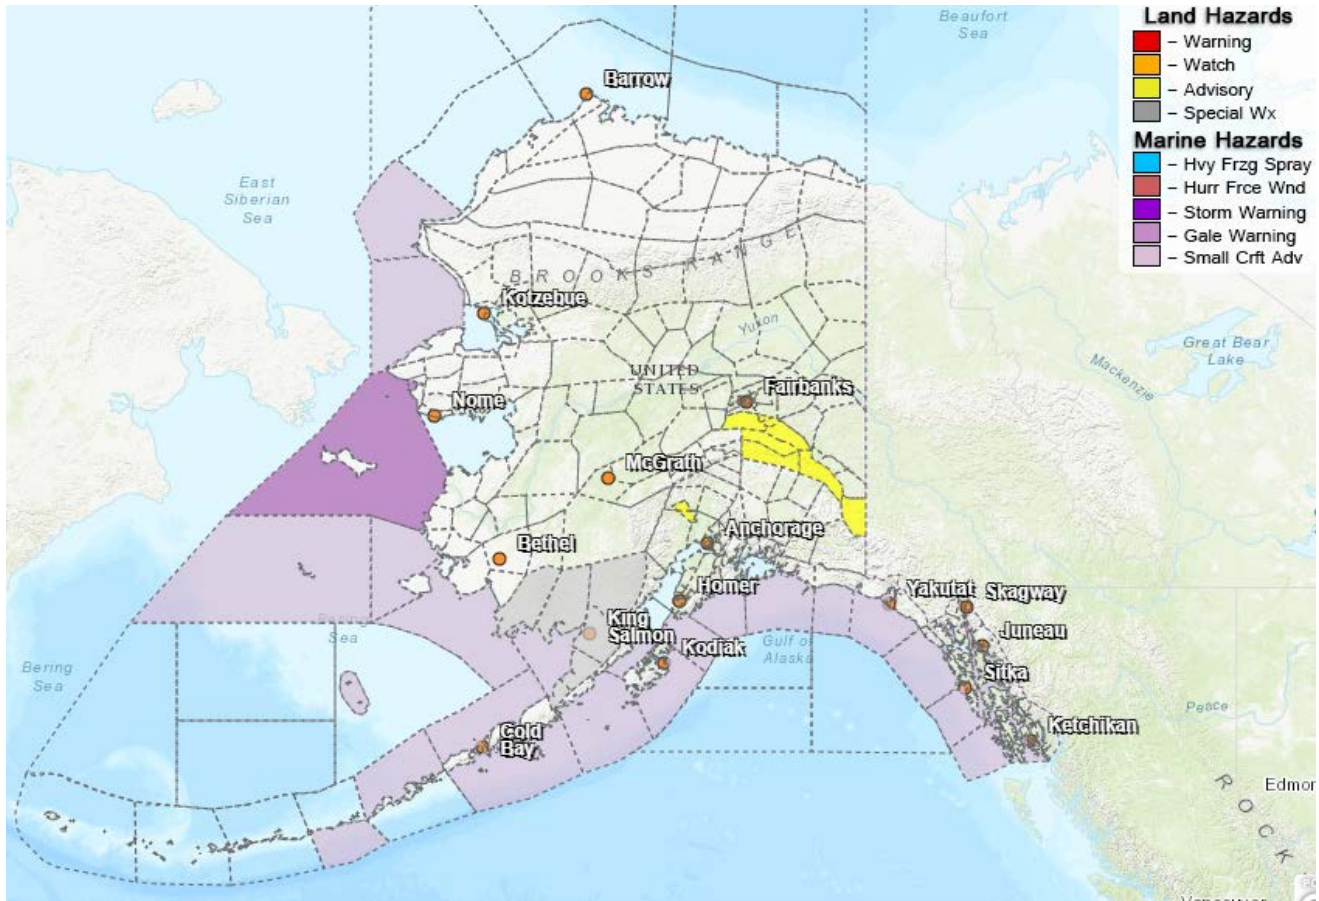 Beaufort
Sea
Land Hazards
– Warning
– Watch
– Advisory
– Special Wx
Marine Hazards
– Hvy Frzg Spray
– Hurr Frce Wnd
– Storm Warning
– Gale Warning
– Small Crft Adv
Barrow
East
Siberian
Sea
BROOKS RANGE
Kotzebue
Yukon
Great Bear
Lake
Mackenzie
UNITED
STATES
Fairbanks
Nome
McGrath
Anchorage
Bethel
Homer
Yakutat
Skagway
King
Salmon
Juneau
Sea
Kodiak
Gulf of
Alaska
Bering
Sea
Sitka
Peace
Ketchikan
Cold
Bay
Edmor
ROCK